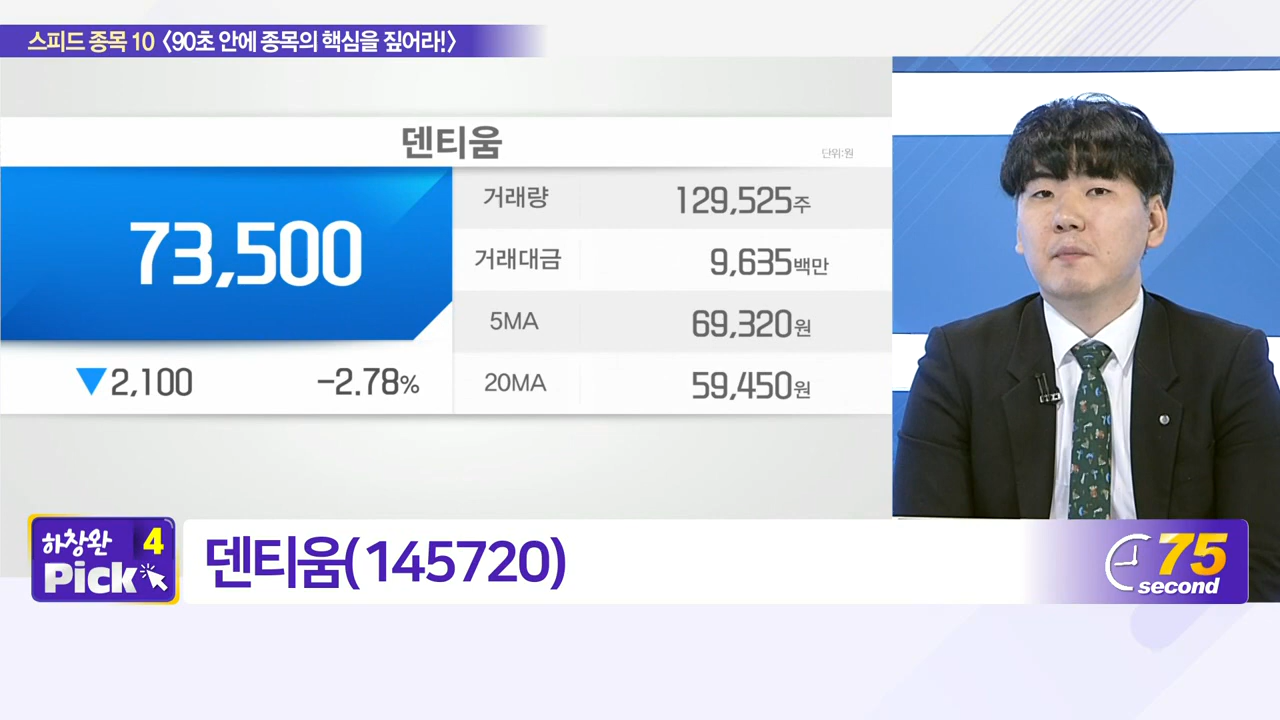 스피드 종목 10 〈90초 안에 종목의 핵심을 짚어라!〉
덴티움
단위:원
73,500
▼2,100 -2.78%
거래량 129,525주
거래대금 9,635백만
5MA 69,320원
20MA 59,450원
하창완 4
Pick
덴티움(145720)
75
second